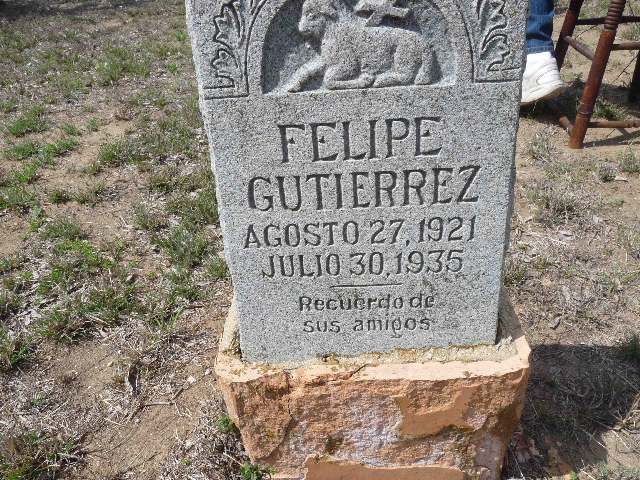 FELIPE
GUTIERREZ
AGOSTO 27, 1921
JULIO 30, 1935
Recuerdo de
sus amigos